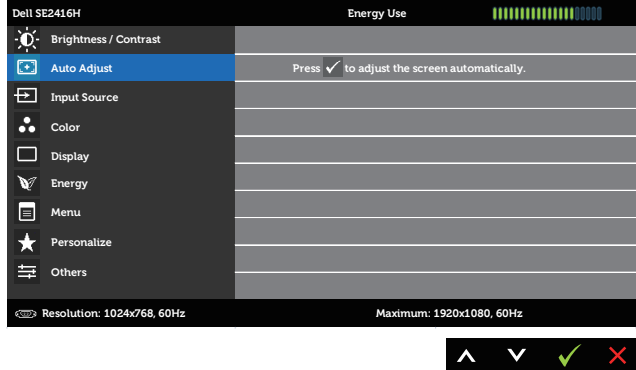 Dell SE2416H Energy Use
Brightness / Contrast
Auto Adjust Press ✓ to adjust the screen automatically.
Input Source
Color
Display
Energy
Menu
Personalize
Others
Resolution: 1024x768, 60Hz Maximum: 1920x1080, 60Hz